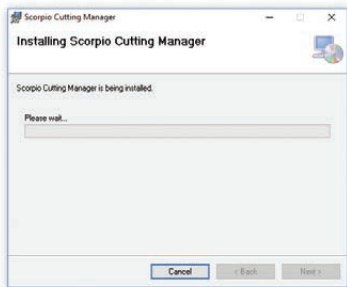 Scorpio Cutting Manager
Installing Scorpio Cutting Manager
Scorpio Cutting Manager is being installed.
Please wait...
Cancel
< Back
Next >